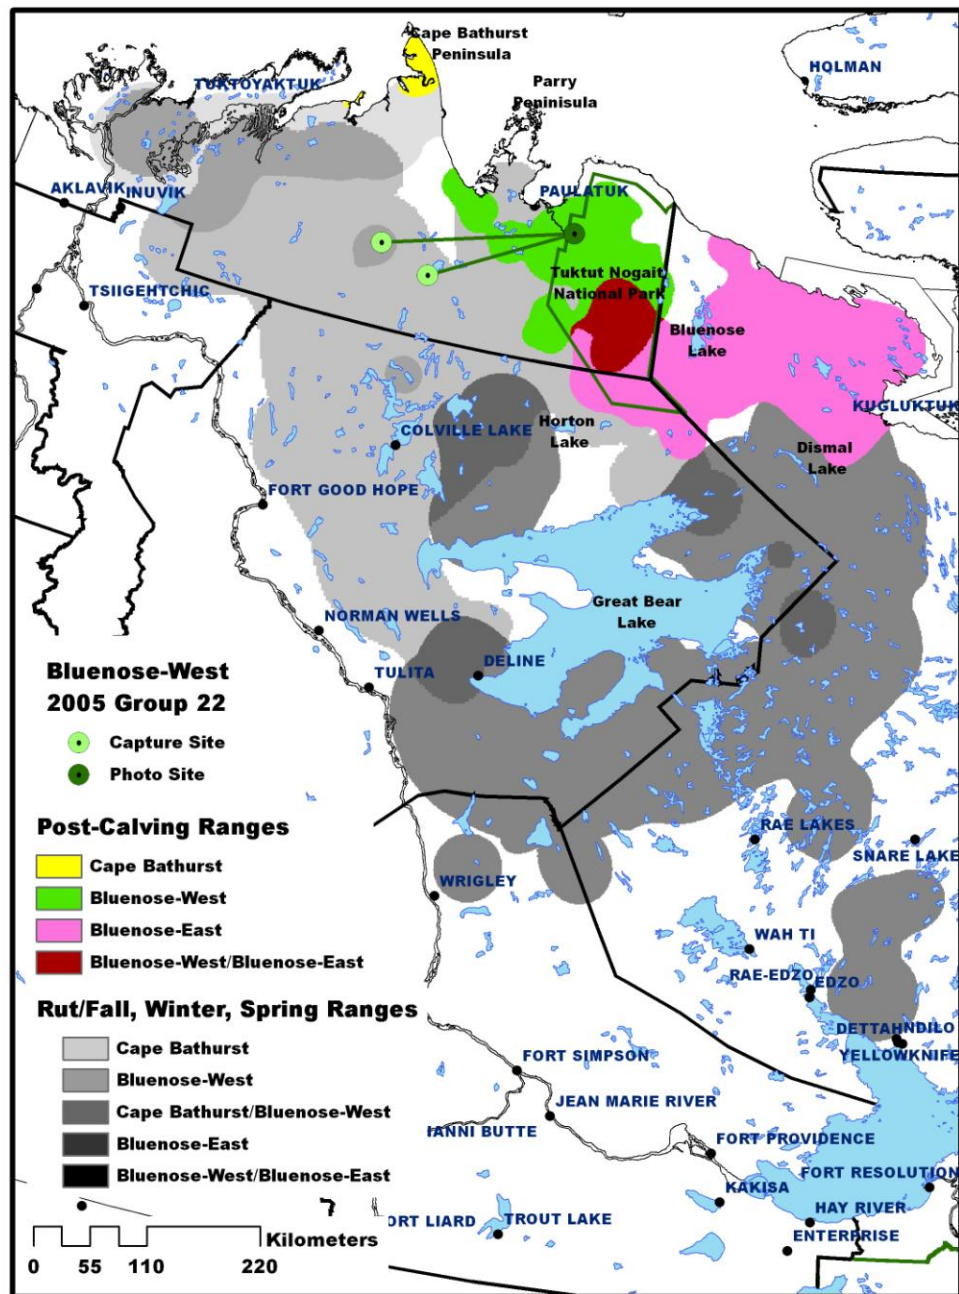 Cape Bathurst
Peninsula
HOLMAN
TUKTOYAKTUK
Parry
Peninisula
AKLAVIK
INUVIK
PAULATUK
TSIIGEHTCHIC
Tuktut Nogait
National Park
Bluenose
Lake
KUGLUKTUK
Horton
Lake
COLVILLE LAKE
Dismal
Lake
FORT GOOD HOPE
Great Bear
Lake
NORMAN WELLS
DELINE
TULITA
Bluenose-West
2005 Group 22
Capture Site
Photo Site
Post-Calving Ranges
Cape Bathurst
Bluenose-West
Bluenose-East
Bluenose-West/Bluenose-East
RAE LAKES
SNARE LAKE
WRIGLEY
WAH TI
RAE-EDZO
EDZO
DETTAH
NDILO
YELLOWKNIFE
Rut/Fall, Winter, Spring Ranges
Cape Bathurst
Bluenose-West
Cape Bathurst/Bluenose-West
Bluenose-East
Bluenose-West/Bluenose-East
FORT SIMPSON
JEAN MARIE RIVER
IANNI BUTTE
FORT PROVIDENCE
FORT RESOLUTION
KAKISA
HAY RIVER
ORT LIARD
TROUT LAKE
ENTERPRISE
Kilometers
0 55 110 220